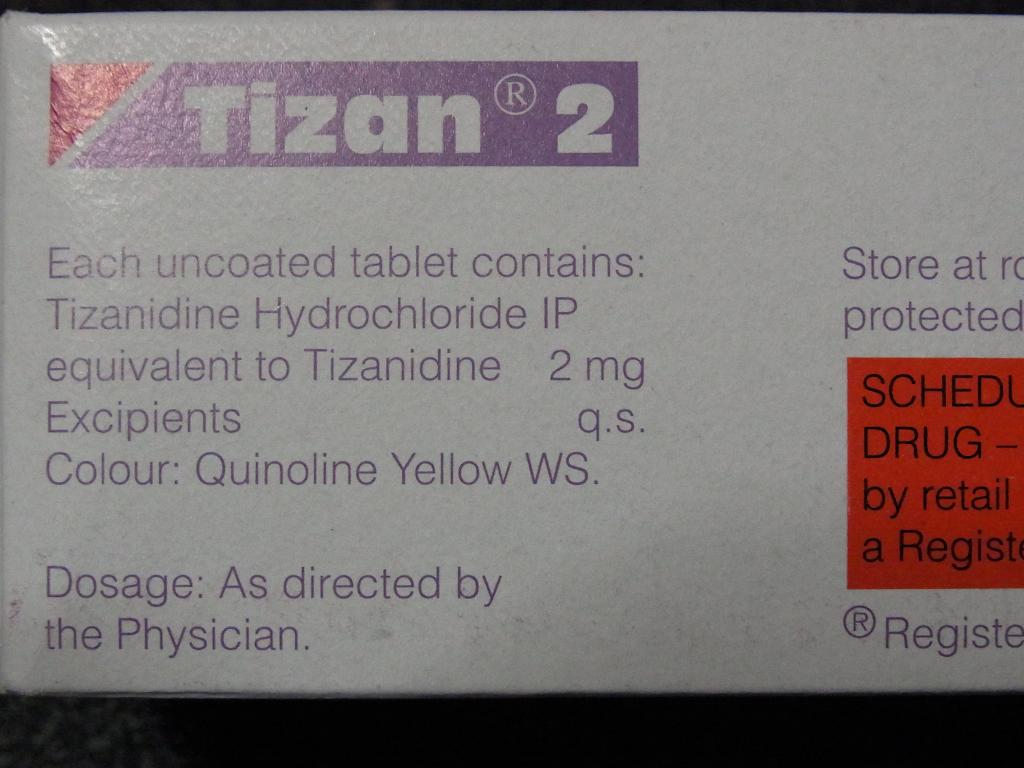 Tizan® 2
Each uncoated tablet contains:
Tizanidine Hydrochloride IP
equivalent to Tizanidine 2 mg
Excipients q.s.
Colour: Quinoline Yellow WS.
Dosage: As directed by
the Physician.
Store at
protected
DRUG –
by retail
a
®